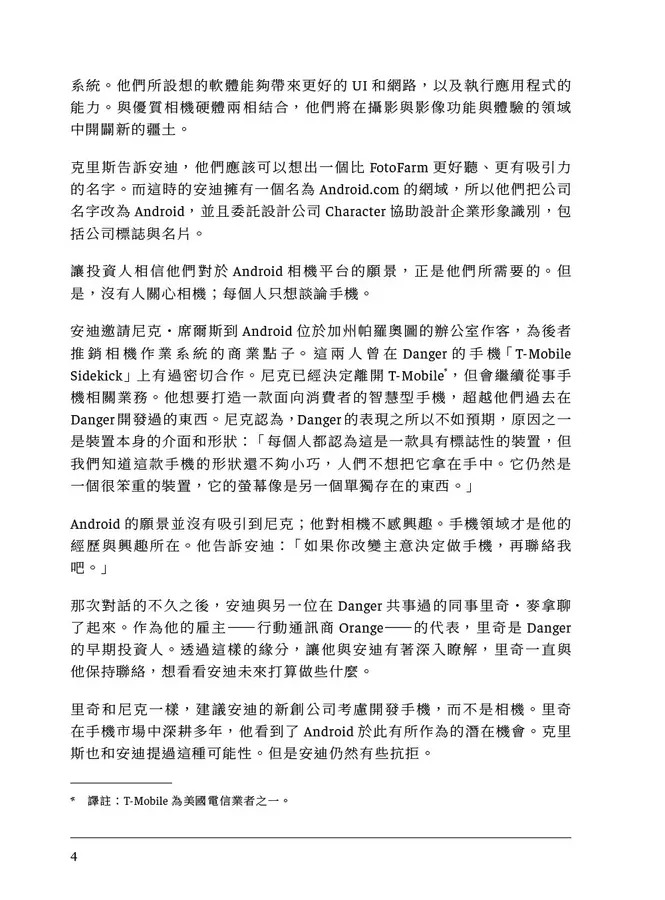 系統。他們所設想的軟體能夠帶來更好的 UI 和網路，以及執行應用程式的
能力。與優質相機硬體兩相結合，他們將在攝影與影像功能與體驗的領域
中開闢新的疆土。
克里斯告訴安迪，他們應該可以想出一個比 FotoFarm 更好聽、更有吸引力
的名字。而這時的安迪擁有一個名為 Android.com 的網域，所以他們把公司
名字改為 Android，並且委託設計公司 Character 協助設計企業形象識別，包
括公司標誌與名片。
讓投資人相信他們對於 Android 相機平台的願景，正是他們所需要的。但
是，沒有人關心相機；每個人只想談論手機。
安迪邀請尼克・席爾斯到 Android 位於加州帕羅奧圖的辦公室作客，為後者
推銷相機作業系統的商業點子。這兩人曾在 Danger 的手機「T-Mobile
Sidekick」上有過密切合作。尼克已經決定離開 T-Mobile*，但會繼續從事手
機相關業務。他想要打造一款面向消費者的智慧型手機，超越他們過去在
Danger 開發過的東西。尼克認為，Danger 的表現之所以不如預期，原因之一
是裝置本身的介面和形狀：「每個人都認為這是一款具有標誌性的裝置，但
我們知道這款手機的形狀還不夠小巧，人們不想把它拿在手中。它仍然是
一個很笨重的裝置，它的螢幕像是另一個單獨存在的東西。」
Android 的願景並沒有吸引到尼克；他對相機不感興趣。手機領域才是他的
經歷與興趣所在。他告訴安迪：「如果你改變主意決定做手機，再聯絡我
吧。」
那次對話的不久之後，安迪與另一位在 Danger 共事過的同事里奇・麥拿聊
了起來。作為他的雇主——行動通訊商 Orange——的代表，里奇是 Danger
的早期投資人。透過這樣的緣分，讓他與安迪有著深入瞭解，里奇一直與
他保持聯絡，想看看安迪未來打算做些什麼。
里奇和尼克一樣，建議安迪的新創公司考慮開發手機，而不是相機。里奇
在手機市場中深耕多年，他看到了 Android 於此有所作為的潛在機會。克里
斯也和安迪提過這種可能性。但是安迪仍然有些抗拒。
* 譯註：T-Mobile 為美國電信業者之一。
4